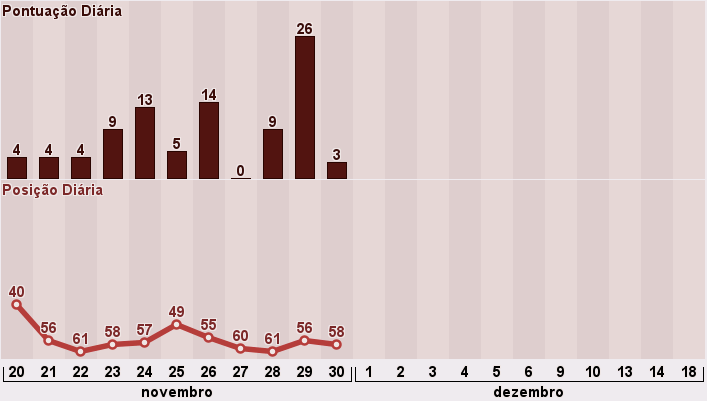 Pontuação Diária
4 4 4 9 13 5 14 0 9 26 3
Posição Diária
40 56 61 58 57 49 55 60 61 56 58
20 21 22 23 24 25 26 27 28 29 30 1 2 3 4 5 6 9 10 13 14 18
novembro dezembro